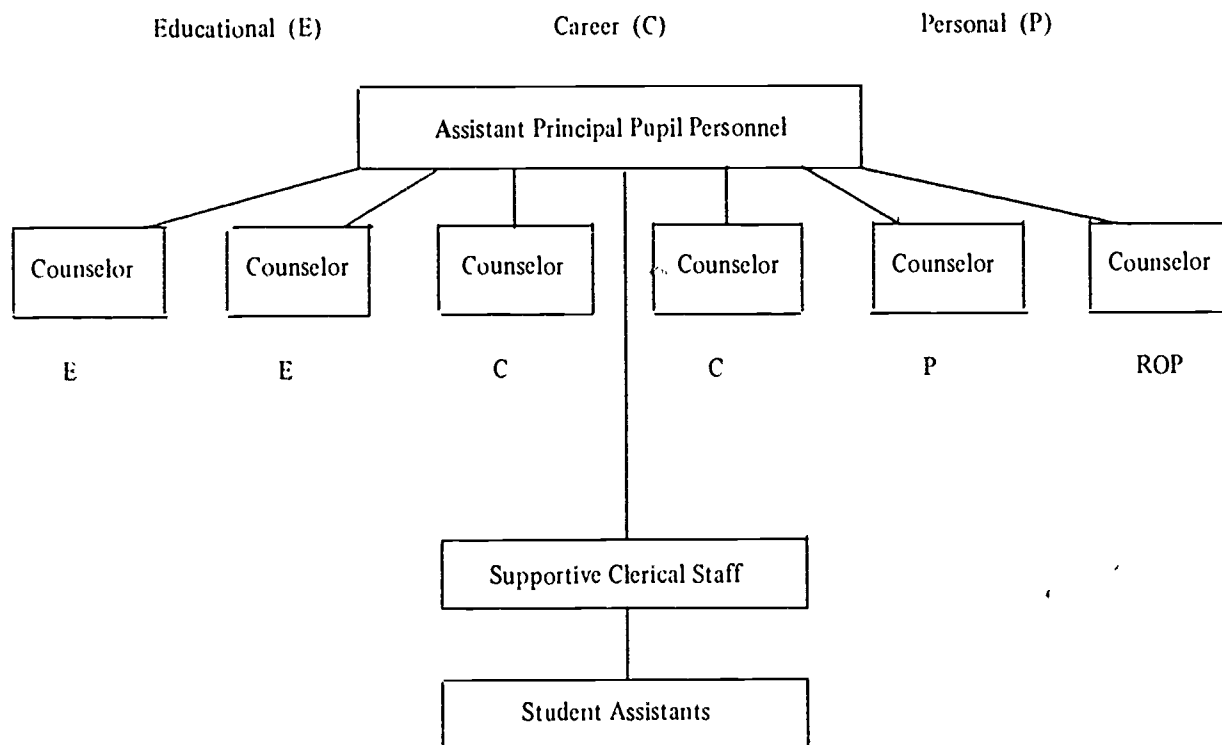 Educational (E) Career (C) Personal (P)
Assistant Principal Pupil Personnel
Counselor Counselor Counselor Counselor Counselor Counselor
E E C C P ROP
Supportive Clerical Staff
Student Assistants